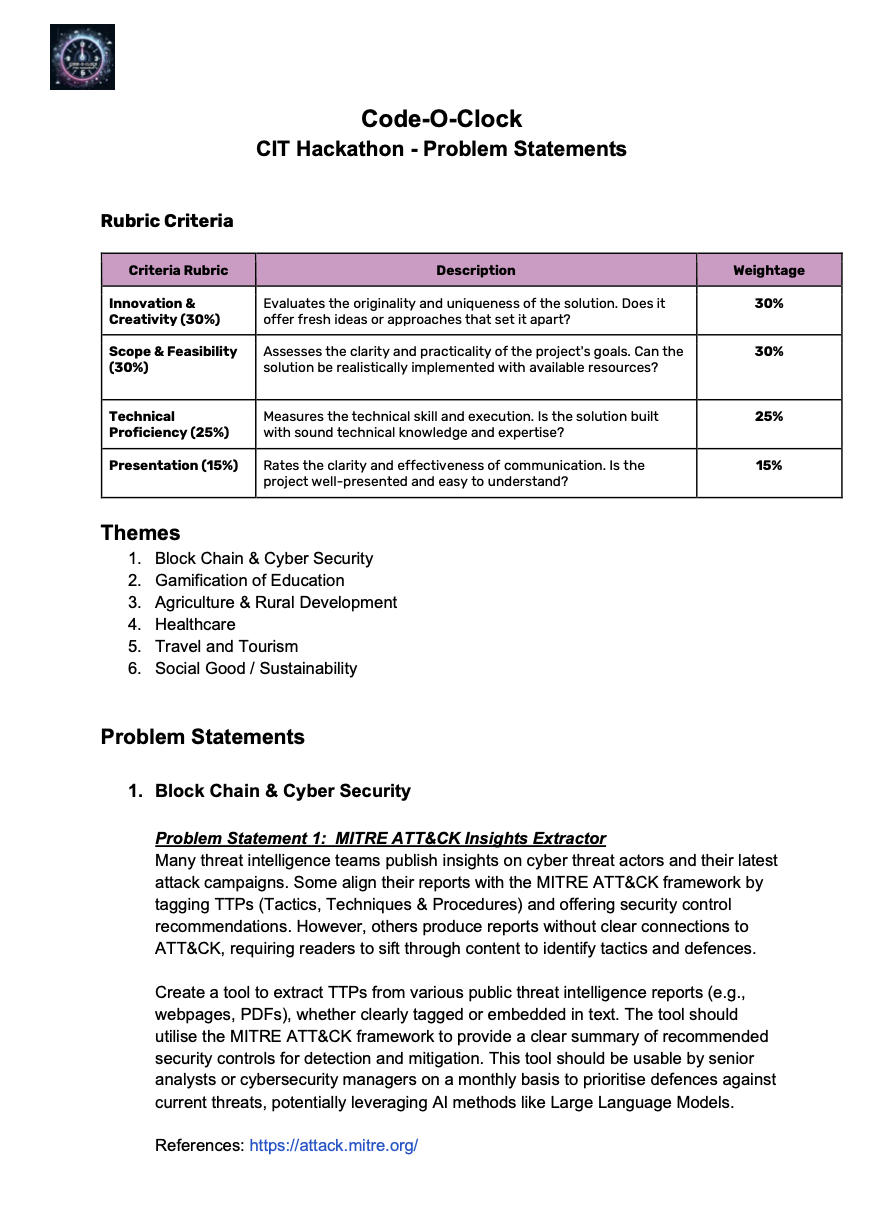 Code-O-Clock
CIT Hackathon - Problem Statements
Rubric Criteria
Criteria Rubric Description Weightage
Innovation & Creativity (30%) Evaluates the originality and uniqueness of the solution. Does it offer fresh ideas or approaches that set it apart? 30%
Scope & Feasibility (30%) Assesses the clarity and practicality of the project's goals. Can the solution be realistically implemented with available resources? 30%
Technical Proficiency (25%) Measures the technical skill and execution. Is the solution built with sound technical knowledge and expertise? 25%
Presentation (15%) Rates the clarity and effectiveness of communication. Is the project well-presented and easy to understand? 15%
Themes
1. Block Chain & Cyber Security
2. Gamification of Education
3. Agriculture & Rural Development
4. Healthcare
5. Travel and Tourism
6. Social Good / Sustainability
Problem Statements
1. Block Chain & Cyber Security
Problem Statement 1: MITRE ATT&CK Insights Extractor
Many threat intelligence teams publish insights on cyber threat actors and their latest
attack campaigns. Some align their reports with the MITRE ATT&CK framework by
tagging TTPs (Tactics, Techniques & Procedures) and offering security control
recommendations. However, others produce reports without clear connections to
ATT&CK, requiring readers to sift through content to identify tactics and defences.
Create a tool to extract TTPs from various public threat intelligence reports (e.g.,
webpages, PDFs), whether clearly tagged or embedded in text. The tool should
utilise the MITRE ATT&CK framework to provide a clear summary of recommended
security controls for detection and mitigation. This tool should be usable by senior
analysts or cybersecurity managers on a monthly basis to prioritise defences against
current threats, potentially leveraging AI methods like Large Language Models.
References: https://attack.mitre.org/